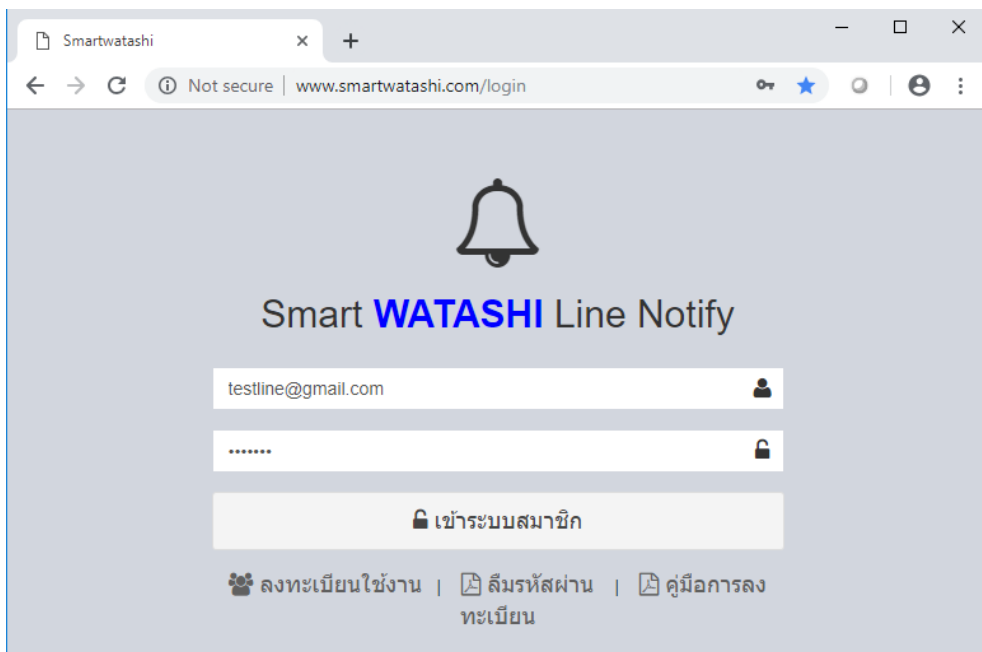 Smartwatashi
Not secure | www.smartwatashi.com/login
Smart WATASHI Line Notify
testline@gmail.com
•••••••
เข้าระบบสมาชิก
ลงทะเบียนใช้งาน | ลืมรหัสผ่าน | คู่มือการลง
ทะเบียน